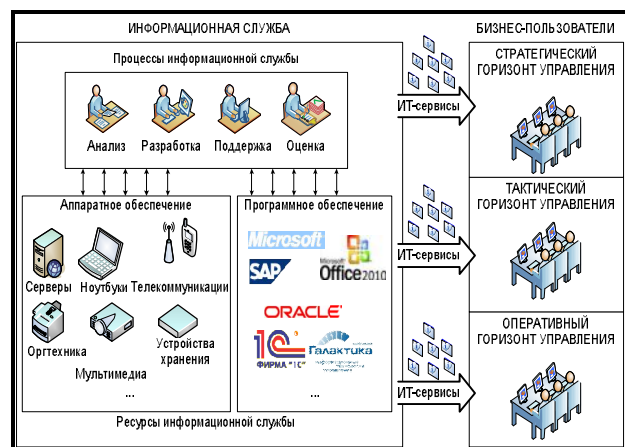 ИНФОРМАЦИОННАЯ СЛУЖБА
Процессы информационной службы
Анализ
Разработка
Поддержка
Оценка
Аппаратное обеспечение
Серверы
Ноутбуки
Телекоммуникации
Оргтехника
Мультимедиа
Устройства
хранения
...
Программное обеспечение
Microsoft
SAP
Microsoft
Office2010
ORACLE
1С
ФИРМА "1С"
Галактика
...
Ресурсы информационной службы
ИТ-сервисы
ИТ-сервисы
ИТ-сервисы
БИЗНЕС-ПОЛЬЗОВАТЕЛИ
СТРАТЕГИЧЕСКИЙ
ГОРИЗОНТ УПРАВЛЕНИЯ
ТАКТИЧЕСКИЙ
ГОРИЗОНТ УПРАВЛЕНИЯ
ОПЕРАТИВНЫЙ
ГОРИЗОНТ УПРАВЛЕНИЯ